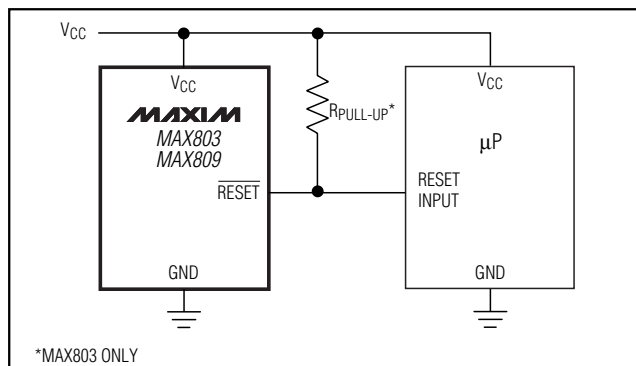 VCC
VCC
MAXIM
MAX803
MAX809
RESET
GND
RPULL-UP*
VCC
μP
RESET
INPUT
GND
*MAX803 ONLY